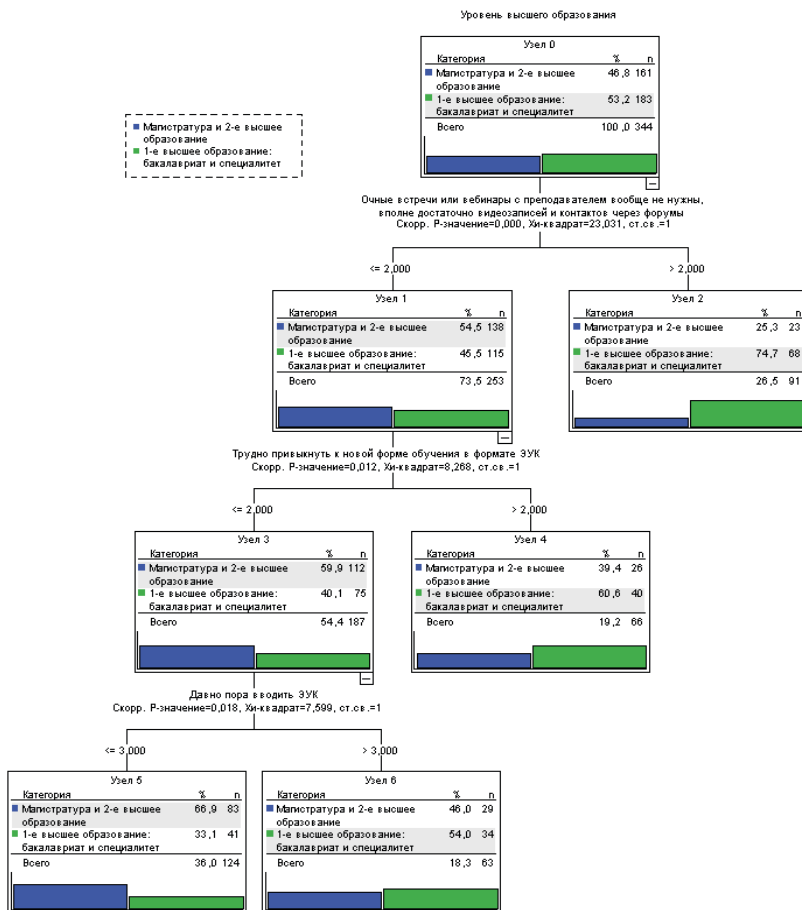 Уровень высшего образования
Узел 0
Категория % n
Магистратура и 2-е высшее 46,8 161
образование
1-е высшее образование: 53,2 183
бакалавриат и специалитет
Всего 100,0 344
Магистратура и 2-е высшее
образование
1-е высшее образование:
бакалавриат и специалитет
Очные встречи или вебинары с преподавателем вообще не нужны,
вполне достаточно видеозаписей и контактов через форумы
Скорр. P-значение=0,000, Хи-квадрат=23,031, ст.св.=1
<= 2,000
> 2,000
Узел 1
Категория % n
Магистратура и 2-е высшее 54,5 138
образование
1-е высшее образование: 45,5 115
бакалавриат и специалитет
Всего 73,5 253
Узел 2
Категория % n
Магистратура и 2-е высшее 25,3 23
образование
1-е высшее образование: 74,7 68
бакалавриат и специалитет
Всего 26,5 91
Трудно привыкнуть к новой форме обучения в формате ЭУК
Скорр. P-значение=0,012, Хи-квадрат=8,268, ст.св.=1
<= 2,000
> 2,000
Узел 3
Категория % n
Магистратура и 2-е высшее 59,9 112
образование
1-е высшее образование: 40,1 75
бакалавриат и специалитет
Всего 54,4 187
Узел 4
Категория % n
Магистратура и 2-е высшее 39,4 26
образование
1-е высшее образование: 60,6 40
бакалавриат и специалитет
Всего 19,2 66
Давно пора вводить ЭУК
Скорр. P-значение=0,018, Хи-квадрат=7,599, ст.св.=1
<= 3,000
> 3,000
Узел 5
Категория % n
Магистратура и 2-е высшее 66,9 83
образование
1-е высшее образование: 33,1 41
бакалавриат и специалитет
Всего 36,0 124
Узел 6
Категория % n
Магистратура и 2-е высшее 46,0 29
образование
1-е высшее образование: 54,0 34
бакалавриат и специалитет
Всего 18,3 63